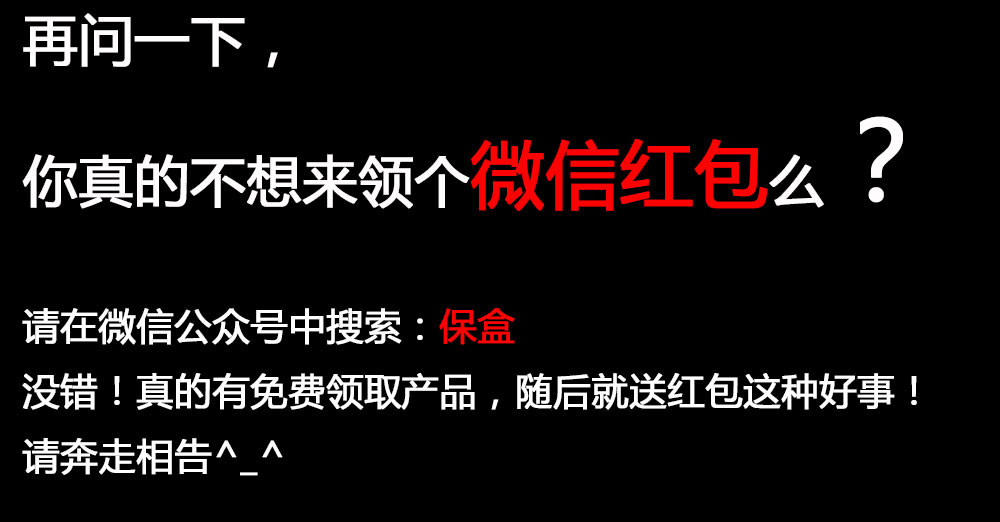 再问一下，
你真的不想来领个微信红包么？
请在微信公众号中搜索：保盒
没错！真的有免费领取产品，随后就送红包这种好事！
请奔走相告^_^